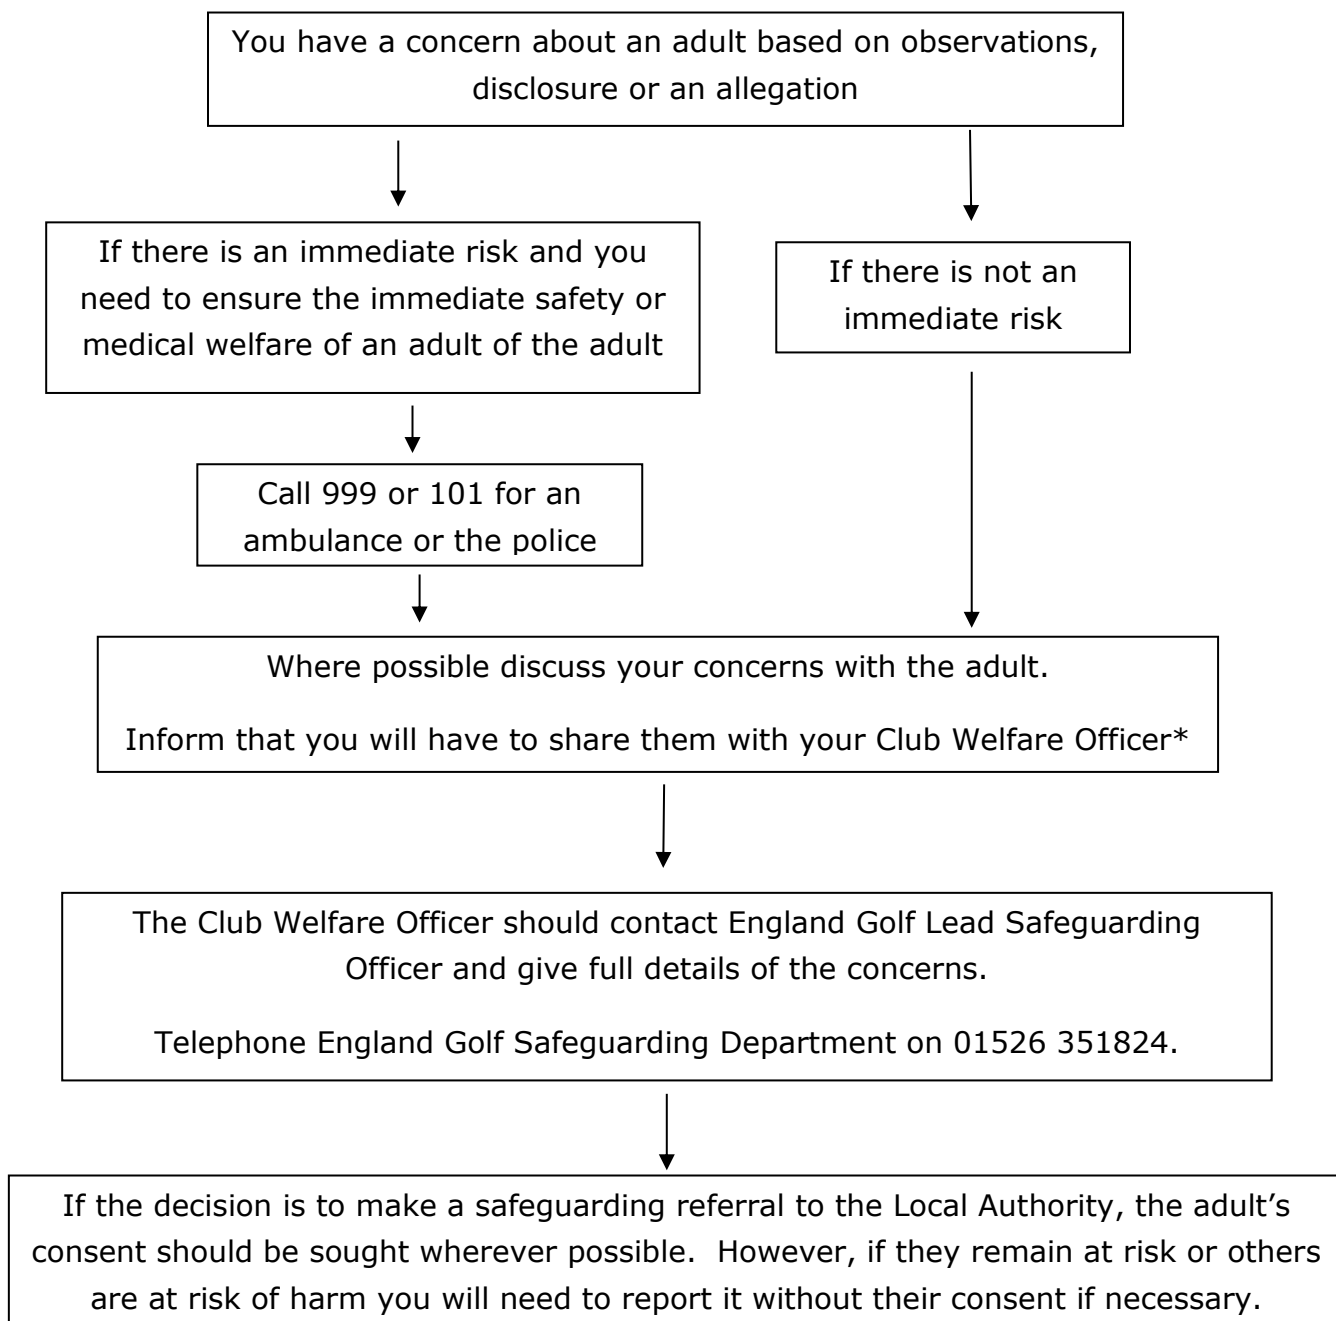 You have a concern about an adult based on observations,
disclosure or an allegation
If there is an immediate risk and you
need to ensure the immediate safety or
medical welfare of an adult of the adult
If there is not an
immediate risk
Call 999 or 101 for an
ambulance or the police
Where possible discuss your concerns with the adult.
Inform that you will have to share them with your Club Welfare Officer*
The Club Welfare Officer should contact England Golf Lead Safeguarding
Officer and give full details of the concerns.
Telephone England Golf Safeguarding Department on 01526 351824.
If the decision is to make a safeguarding referral to the Local Authority, the adult’s
consent should be sought wherever possible.  However, if they remain at risk or others
are at risk of harm you will need to report it without their consent if necessary.